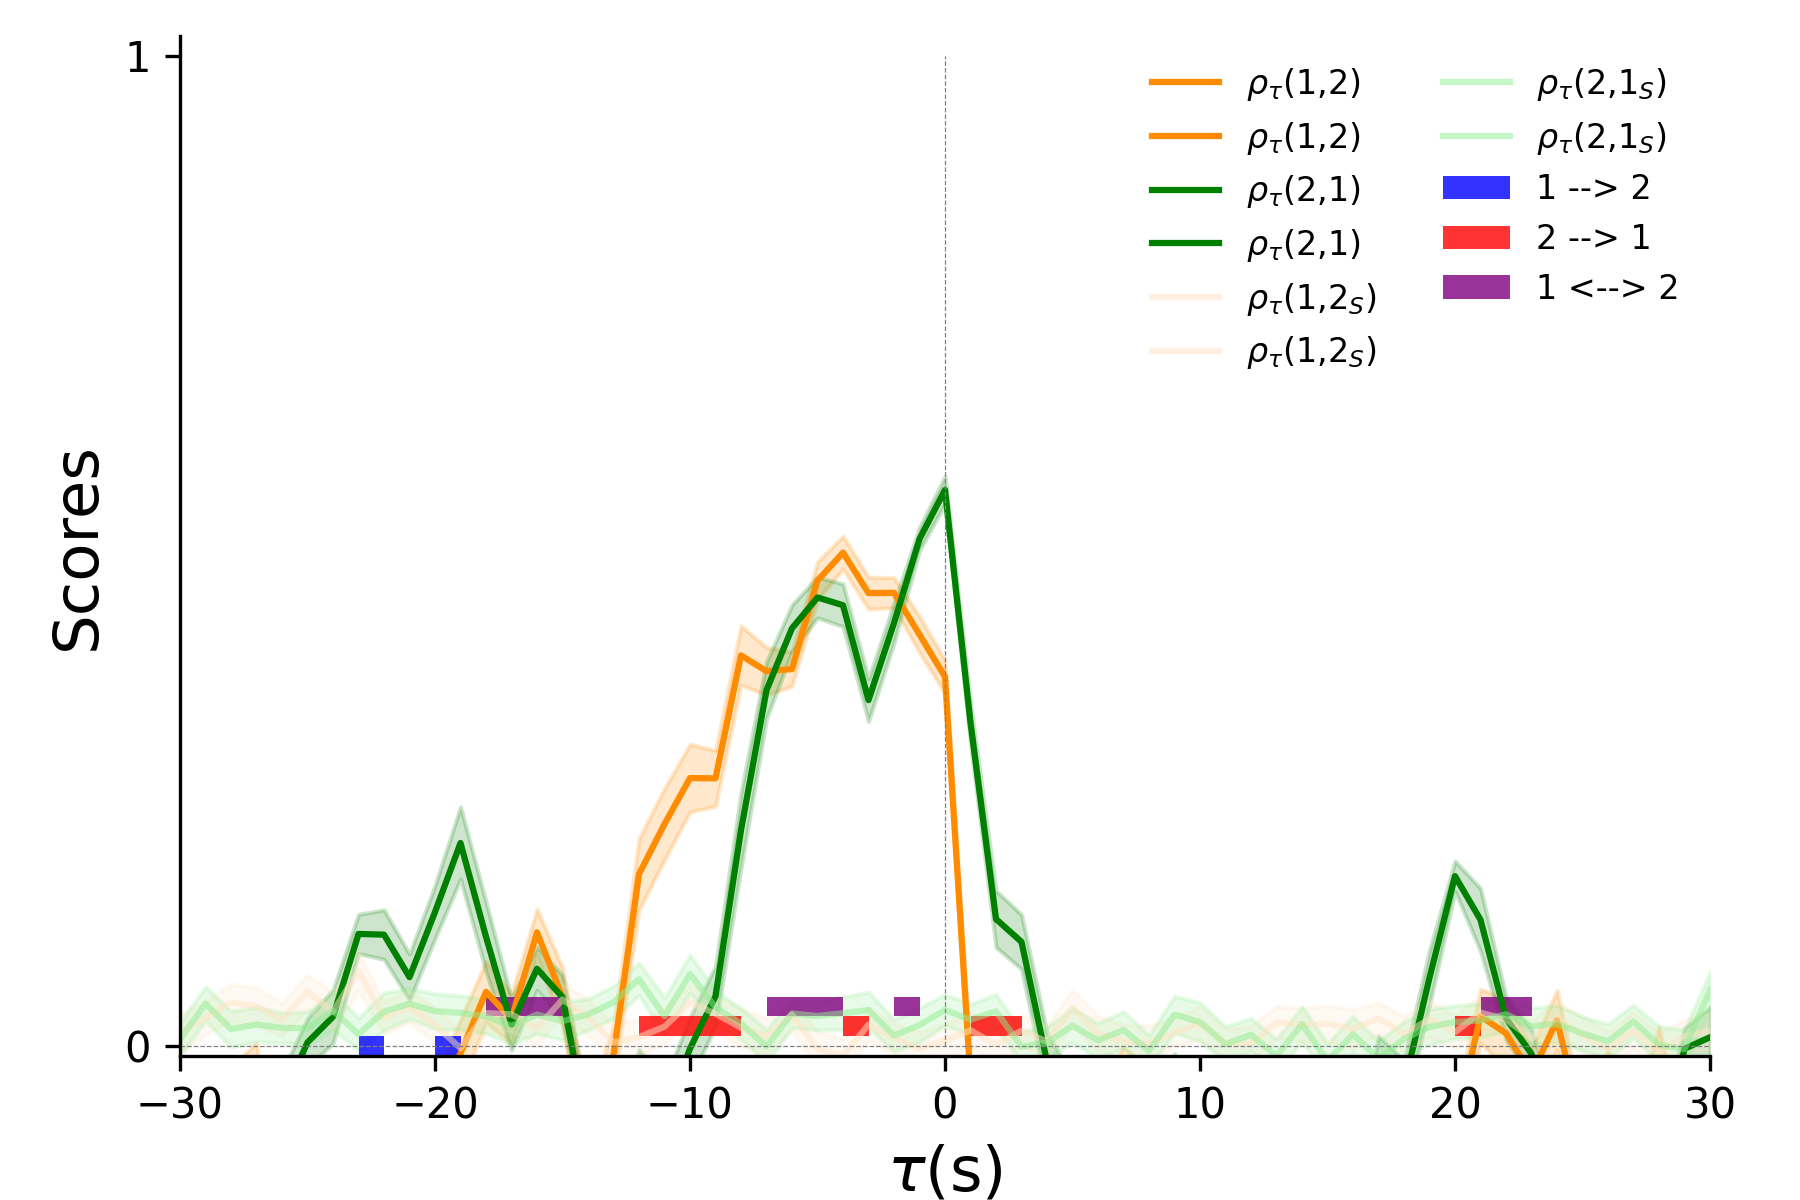 1
0
Scores
−30 −20 −10 0 10 20 30
τ(s)
ρτ(1,2)
ρτ(1,2)
ρτ(2,1)
ρτ(2,1)
ρτ(1,2S)
ρτ(1,2S)
ρτ(2,1S)
ρτ(2,1S)
1 --> 2
2 --> 1
1 <--> 2